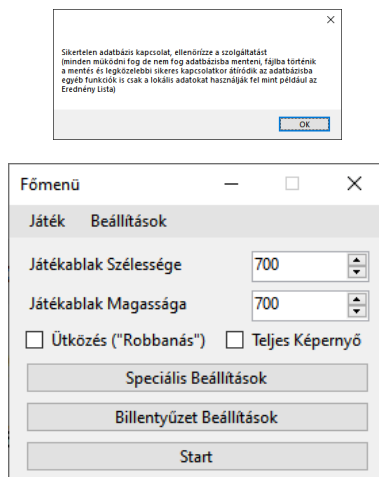 Sikertelen adatbázis kapcsolat, ellenőrízze a szolgáltatást
(minden működni fog de nem fog adatbázisba menteni, fájlba történik
a mentés és legközelebbi sikeres kapcsolatkor átíródik az adatbázisba
egyéb funkciók is csak a lokális adatokat használják fel mint például az
Erednény Lista)
OK
Főmenü
Játék Beállítások
Játékablak Szélessége 700
Játékablak Magassága 700
Ütközés ("Robbanás") Teljes Képernyő
Speciális Beállítások
Billentyűzet Beállítások
Start